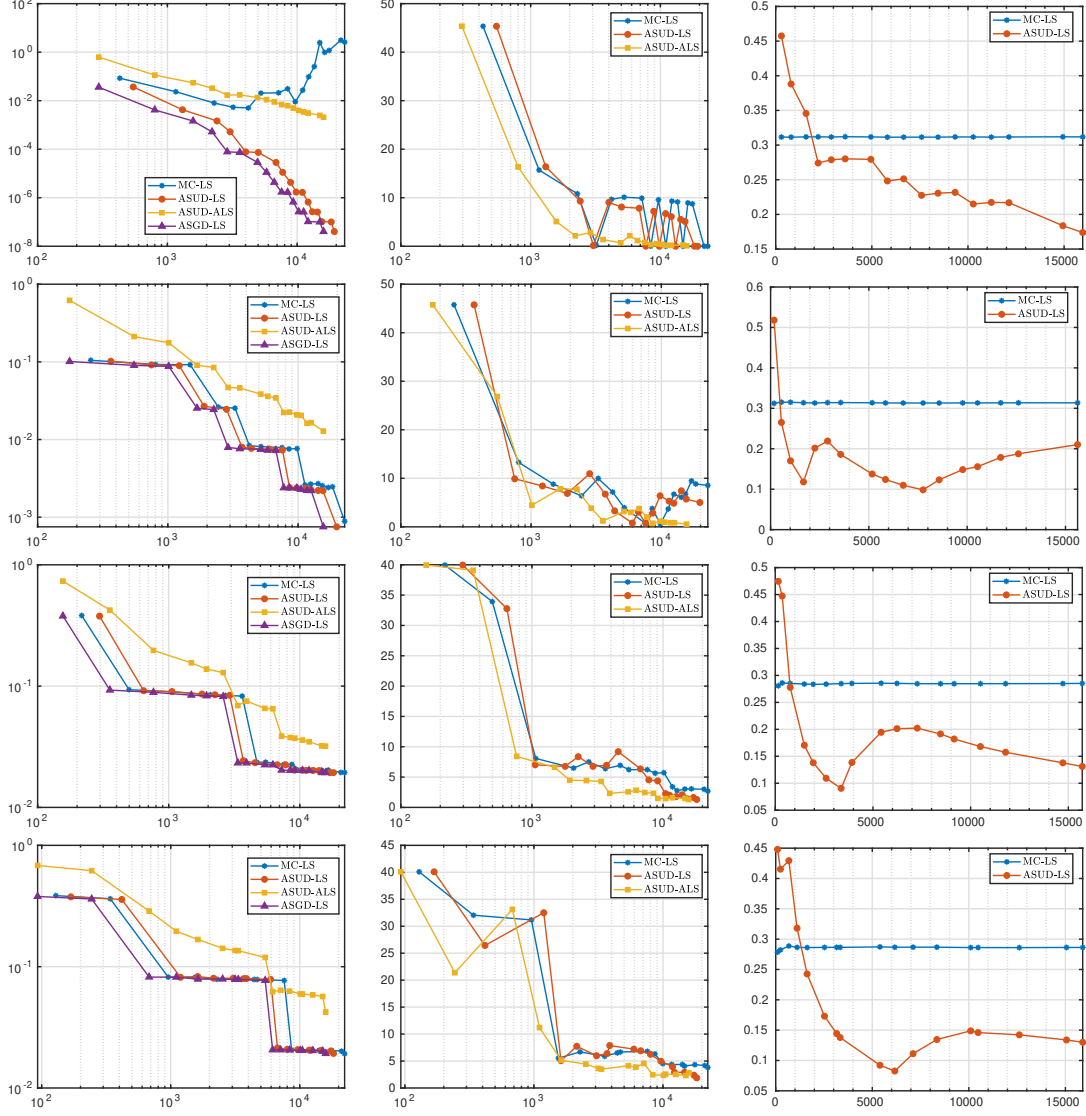 10^2
10^0
10^-2
10^-4
10^-6
10^-8
MC-LS
ASUD-LS
ASUD-ALS
ASGD-LS
10^2 10^3 10^4
50
40
30
20
10
0
MC-LS
ASUD-LS
ASUD-ALS
10^2 10^3 10^4
0.5
0.45
0.4
0.35
0.3
0.25
0.2
0.15
MC-LS
ASUD-LS
0 5000 10000 15000
10^0
10^-1
10^-2
10^-3
MC-LS
ASUD-LS
ASUD-ALS
ASGD-LS
10^2 10^3 10^4
50
40
30
20
10
0
MC-LS
ASUD-LS
ASUD-ALS
10^2 10^3 10^4
0.6
0.5
0.4
0.3
0.2
0.1
0
MC-LS
ASUD-LS
0 5000 10000 15000
10^0
10^-1
10^-2
MC-LS
ASUD-LS
ASUD-ALS
ASGD-LS
10^2 10^3 10^4
40
35
30
25
20
15
10
5
0
MC-LS
ASUD-LS
ASUD-ALS
10^2 10^3 10^4
0.5
0.45
0.4
0.35
0.3
0.25
0.2
0.15
0.1
0.05
MC-LS
ASUD-LS
0 5000 10000 15000
10^0
10^-1
10^-2
MC-LS
ASUD-LS
ASUD-ALS
ASGD-LS
10^2 10^3 10^4
45
40
35
30
25
20
15
10
5
0
MC-LS
ASUD-LS
ASUD-ALS
10^2 10^3 10^4
0.45
0.4
0.35
0.3
0.25
0.2
0.15
0.1
0.05
MC-LS
ASUD-LS
0 5000 10000 15000